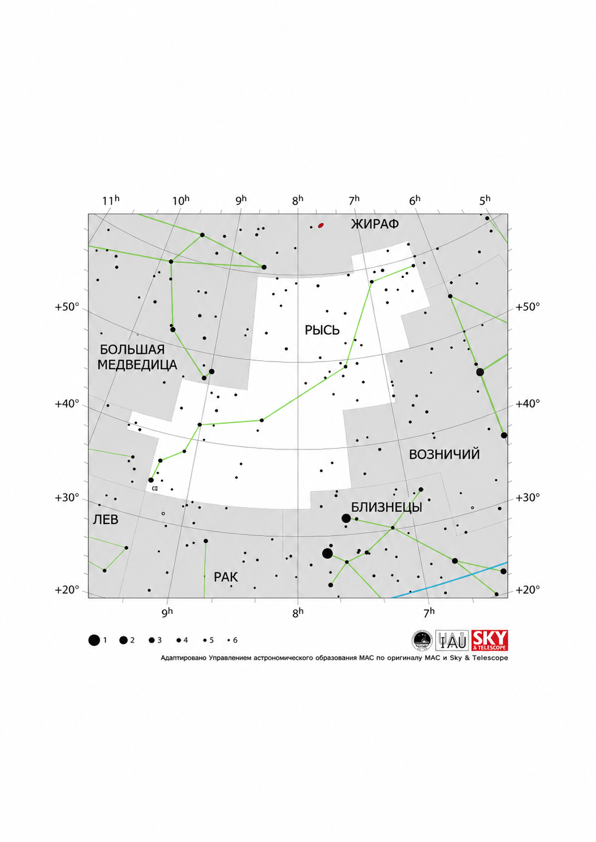 11ʰ 10ʰ 9ʰ 8ʰ 7ʰ 6ʰ 5ʰ
ЖИРАФ
+50° +50°
РЫСЬ
БОЛЬШАЯ
МЕДВЕДИЦА
+40° +40°
ВОЗНИЧИЙ
+30° +30°
БЛИЗНЕЦЫ
ЛЕВ
РАК
+20° +20°
9ʰ 8ʰ 7ʰ
1 2 3 4 5 6
IAU
SKY
& TELESCOPE
Адаптировано Управлением астрономического образования МАС по оригиналу МАС и Sky & Telescope